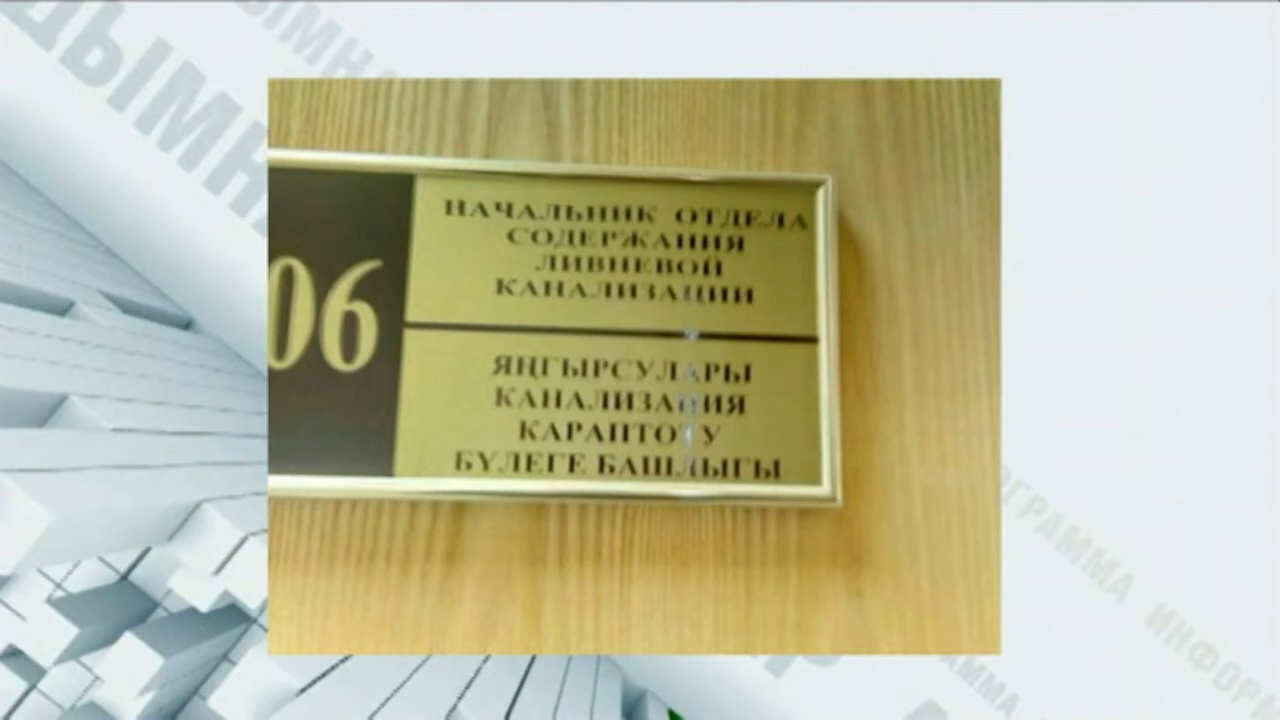 06
НАЧАЛЬНИК ОТДЕЛА
СОДЕРЖАНИЯ
ЛИВНЕВОЙ
КАНАЛИЗАЦИИ
ЯҢГЫРСУЛАРЫ
КАНАЛИЗАЦИЯ
КАРАПТОТУ
БҮЛЕГЕ БАШЛЫГЫ